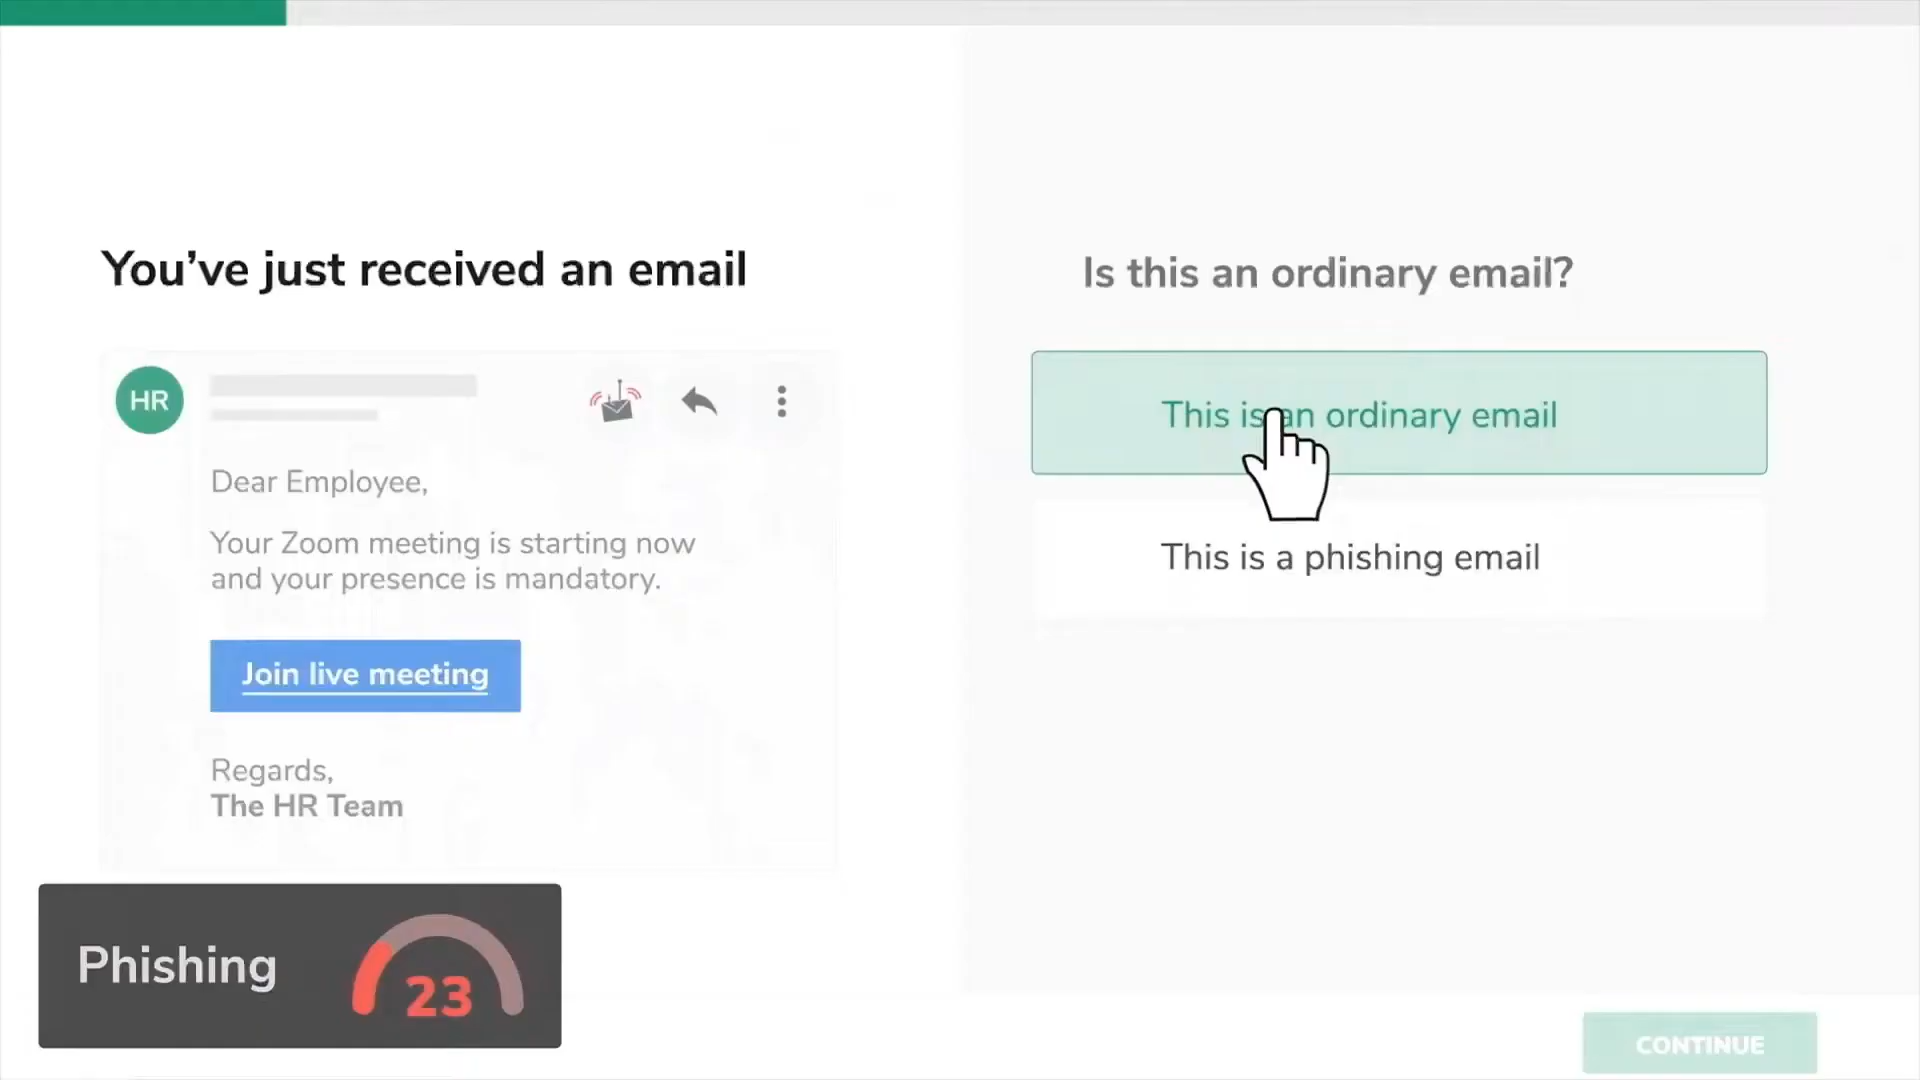 You've just received an email
HR
Dear Employee,
Your Zoom meeting is starting now
and your presence is mandatory.
Join live meeting
Regards,
The HR Team
Is this an ordinary email?
This is an ordinary email
This is a phishing email
Phishing
23
CONTINUE